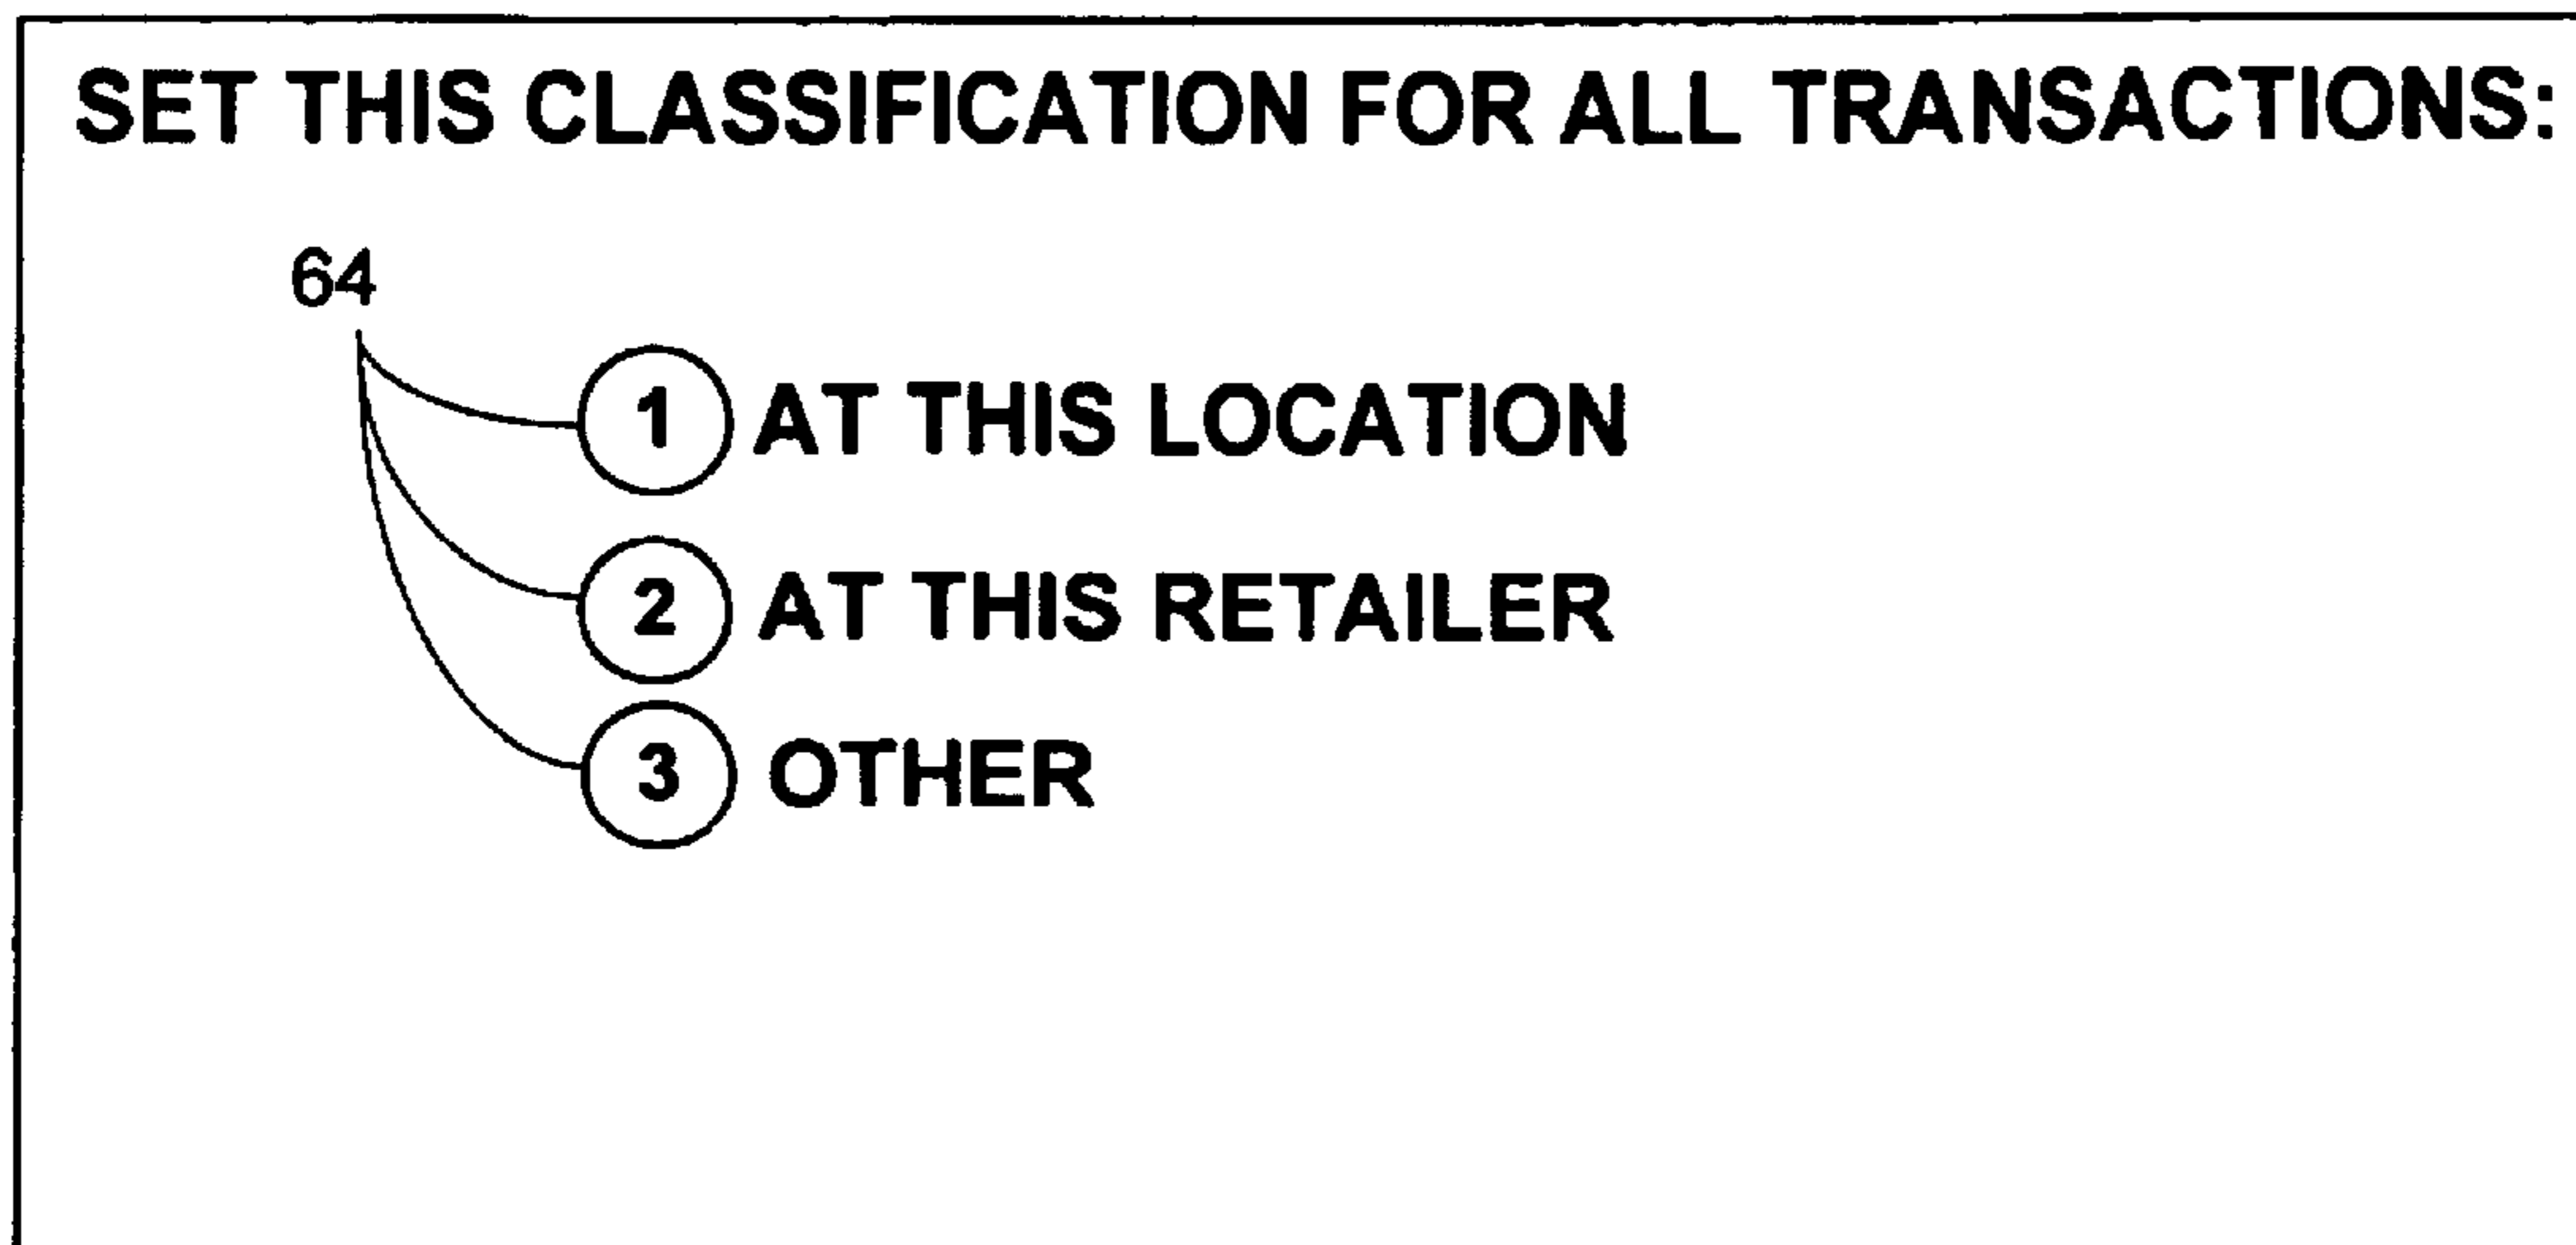 SET THIS CLASSIFICATION FOR ALL TRANSACTIONS:
64
1 AT THIS LOCATION
2 AT THIS RETAILER
3 OTHER